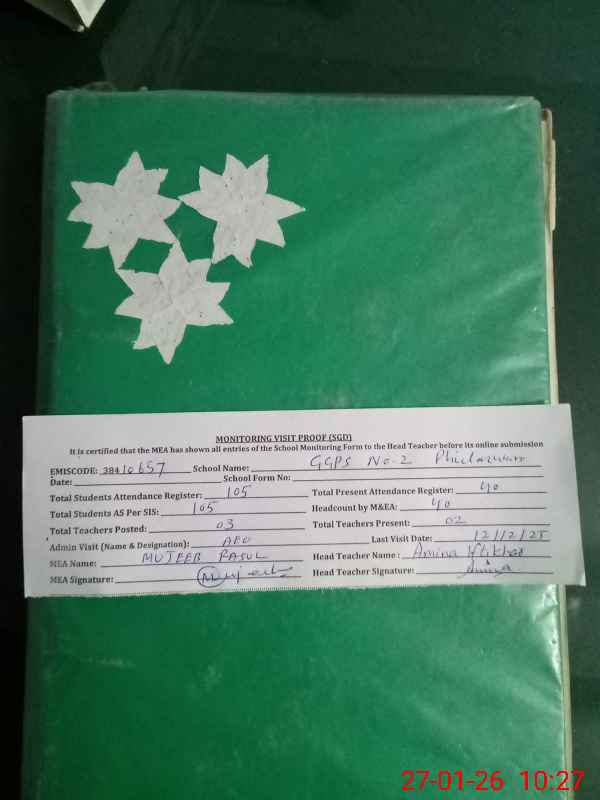 MONITORING VISIT PROOF (SGD)
It is certified that the MEA has shown all entries of the School Monitoring Form to the Head Teacher before its online submission
EMISCODE: 38410657 School Name: GGPS No-2
Date: School Form No:
Total Students Attendance Register: 105 Total Present Attendance Register: 40
Total Students AS Per SIS: 105 Headcount by M&EA: 40
Total Teachers Posted: 03 Total Teachers Present: 02
Admin Visit (Name & Designation): AEO Last Visit Date: 12/12/25
MEA Name: MUJEEB RASUL Head Teacher Name: Amina Iftikhar
MEA Signature: Mujeeb Head Teacher Signature: Amina
27-01-26 10:27